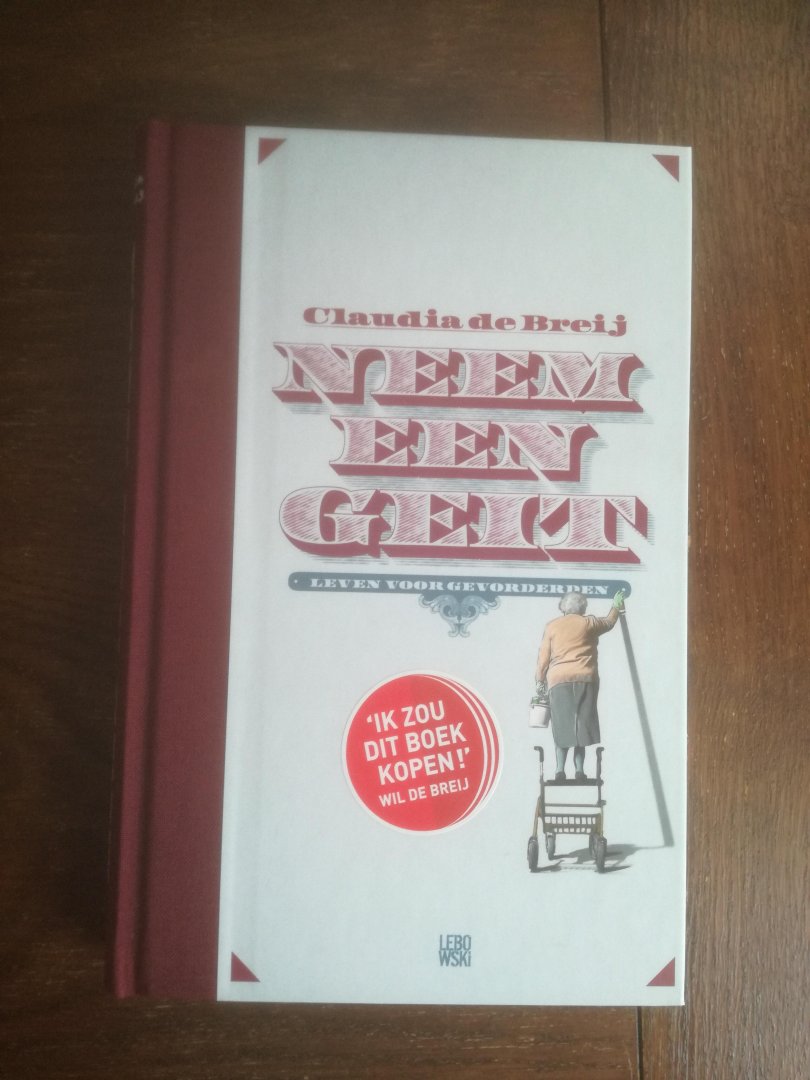 Claudia de Breij
NEEM
EEN
GEIT
LEVEN VOOR GEVORDERDEN
'IK ZOU
DIT BOEK
KOPEN!'
WIL DE BREIJ
LEBO
WSKI